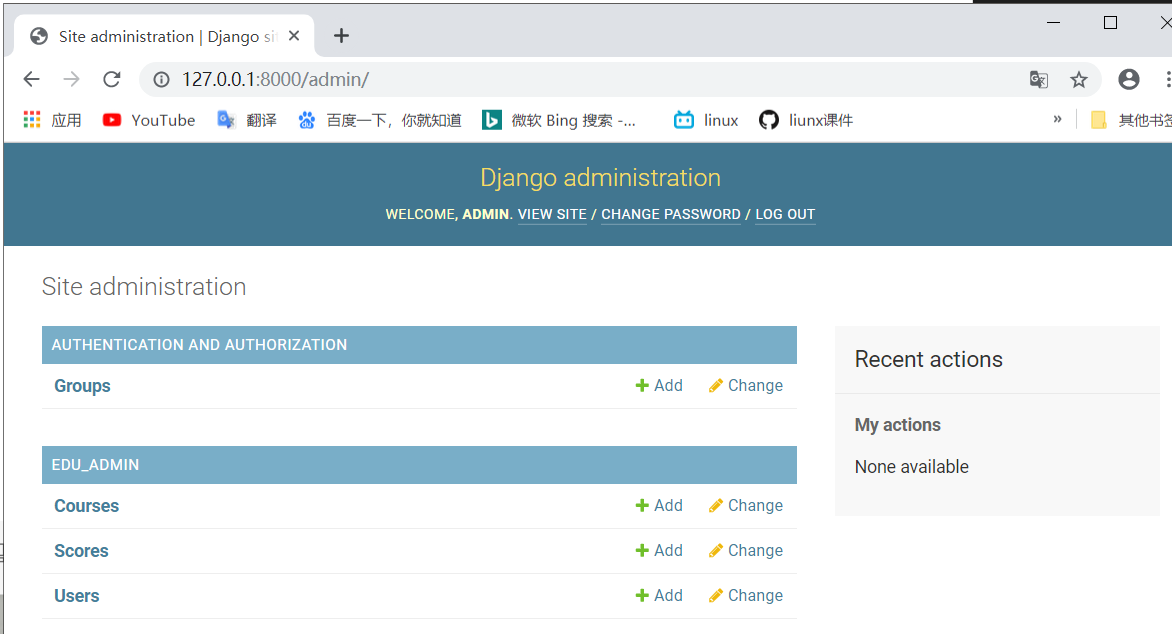 Site administration | Django si
127.0.0.1:8000/admin/
应用 YouTube 翻译 百度一下，你就知道 微软 Bing 搜索 -... linux liunx课件 » 其他书签
Django administration
WELCOME, ADMIN. VIEW SITE / CHANGE PASSWORD / LOG OUT
Site administration
AUTHENTICATION AND AUTHORIZATION
Groups Add Change
EDU_ADMIN
Courses Add Change
Scores Add Change
Users Add Change
Recent actions
My actions
None available